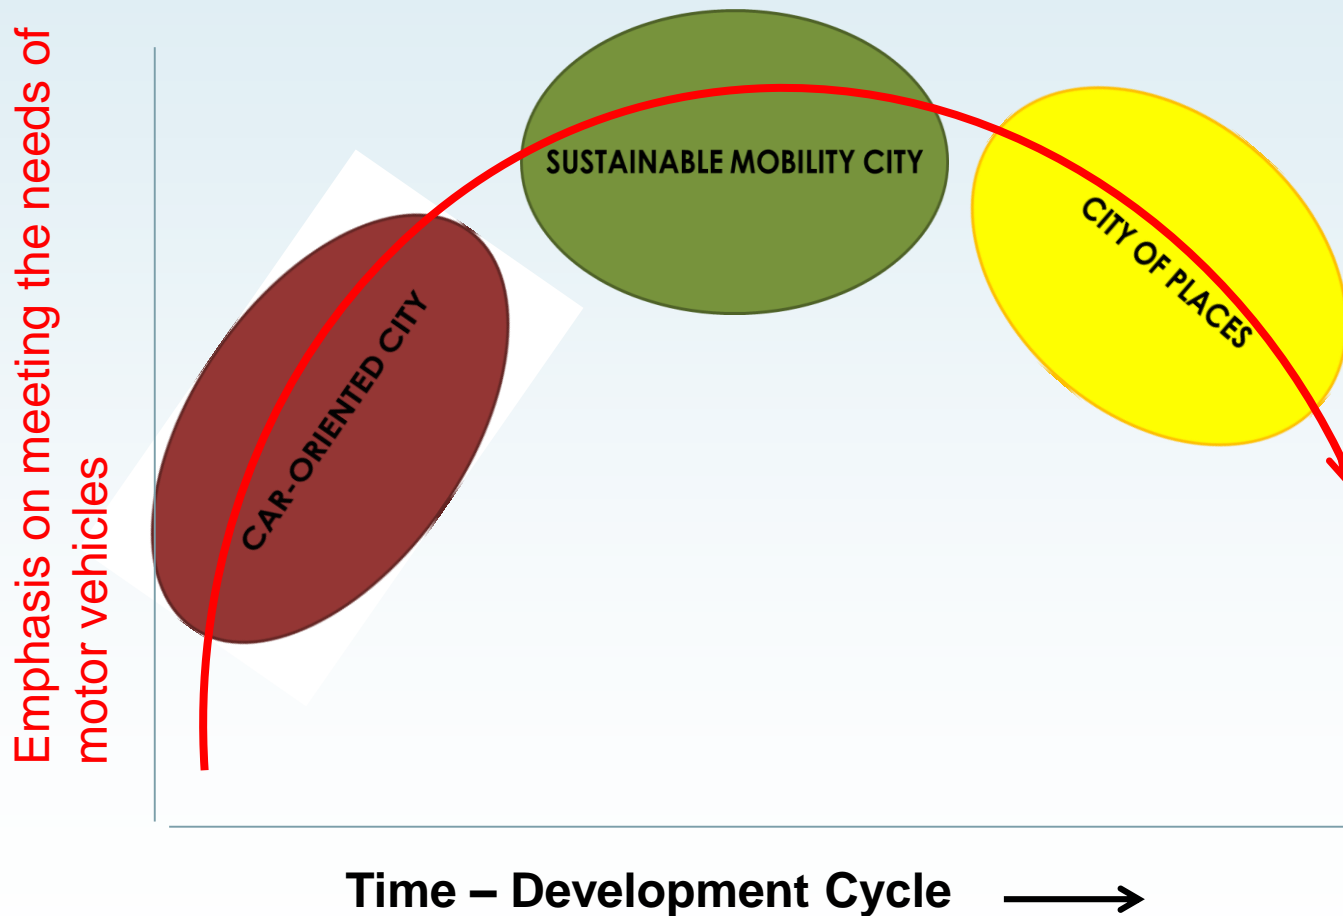 Emphasis on meeting the needs of
motor vehicles
CAR-ORIENTED CITY
SUSTAINABLE MOBILITY CITY
CITY OF PLACES
Time – Development Cycle